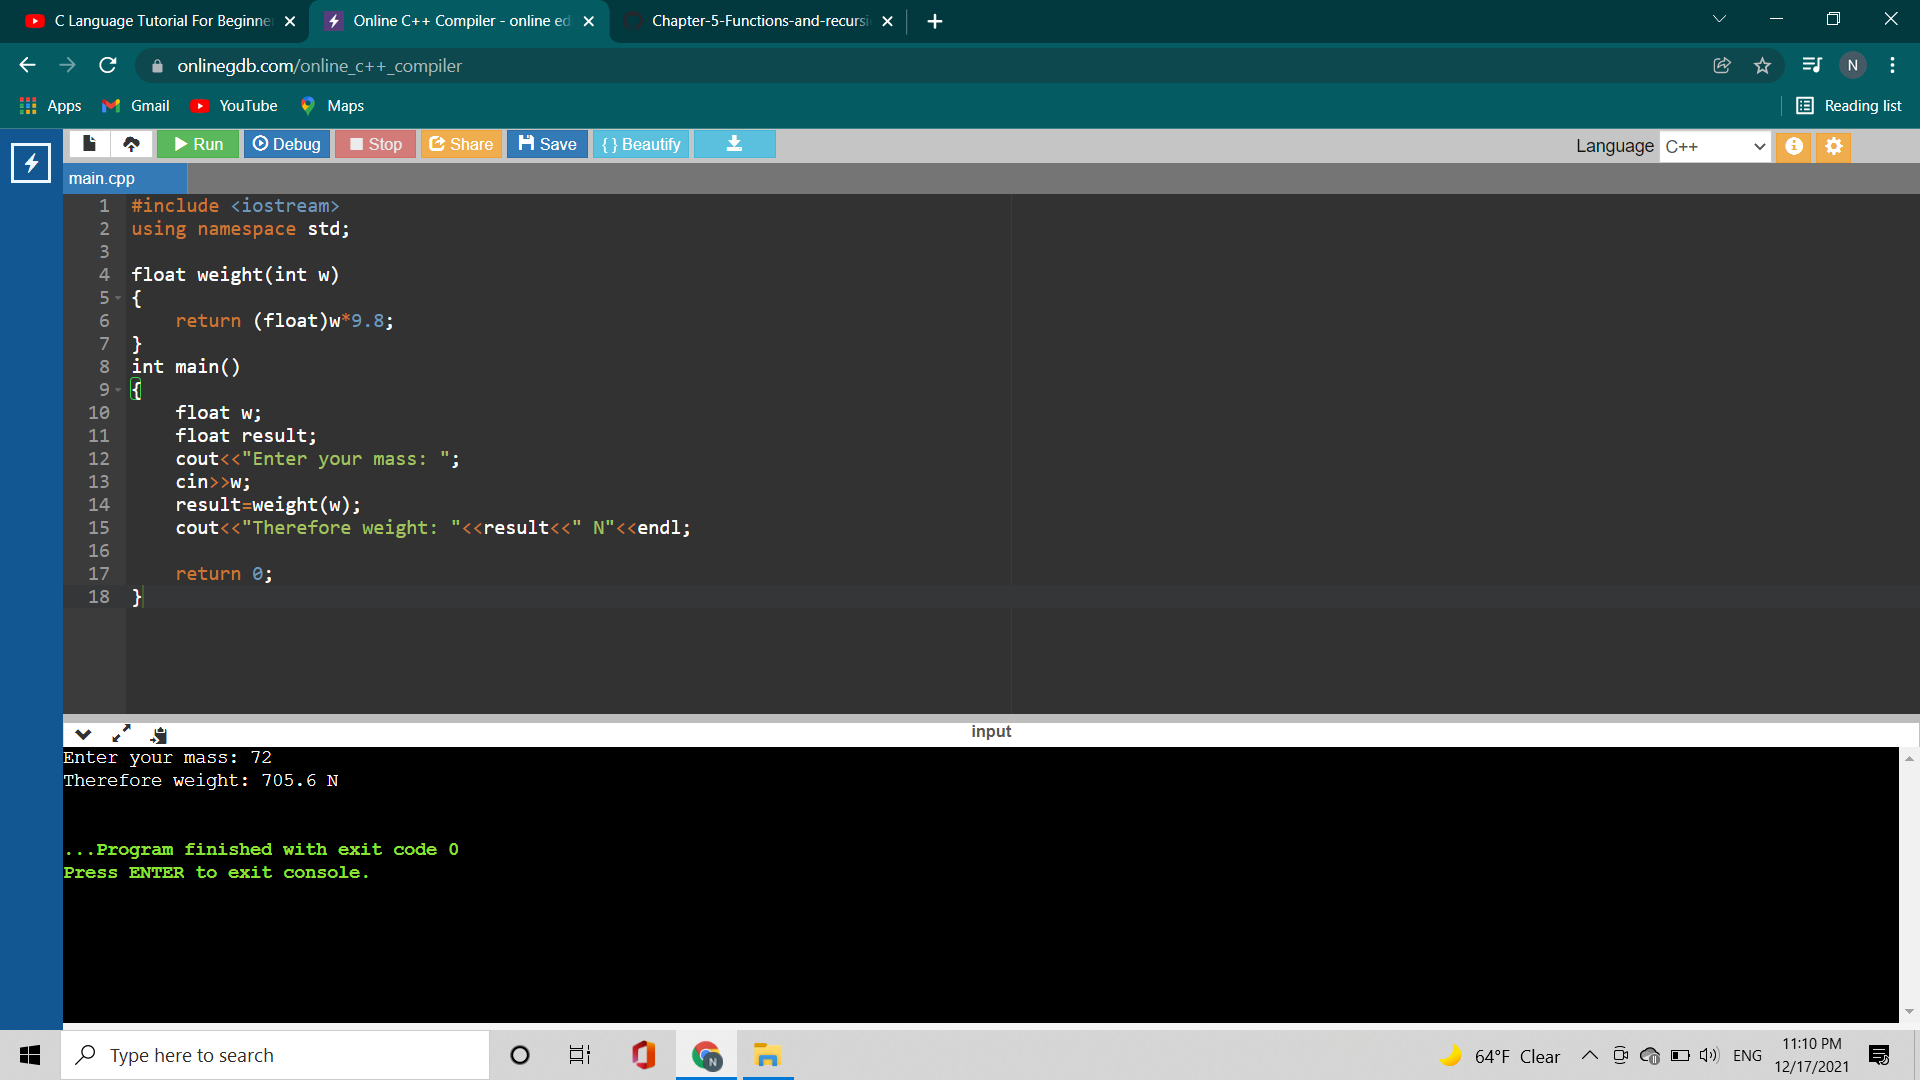 C Language Tutorial For Beginne
Online C++ Compiler - online ed
Chapter-5-Functions-and-recursi
onlinegdb.com/online_c++_compiler
N
Apps
Gmail
YouTube
Maps
Reading list
Run
Debug
Stop
Share
Save
{ } Beautify
Language C++
main.cpp
1 #include <iostream>
2 using namespace std;
3
4 float weight(int w)
5 {
6 return (float)w*9.8;
7 }
8 int main()
9 {
10 float w;
11 float result;
12 cout<<"Enter your mass: ";
13 cin>>w;
14 result=weight(w);
15 cout<<"Therefore weight: "<<result<<" N"<<endl;
16
17 return 0;
18 }
input
Enter your mass: 72
Therefore weight: 705.6 N
...Program finished with exit code 0
Press ENTER to exit console.
Type here to search
N
64°F Clear
ENG
11:10 PM
12/17/2021